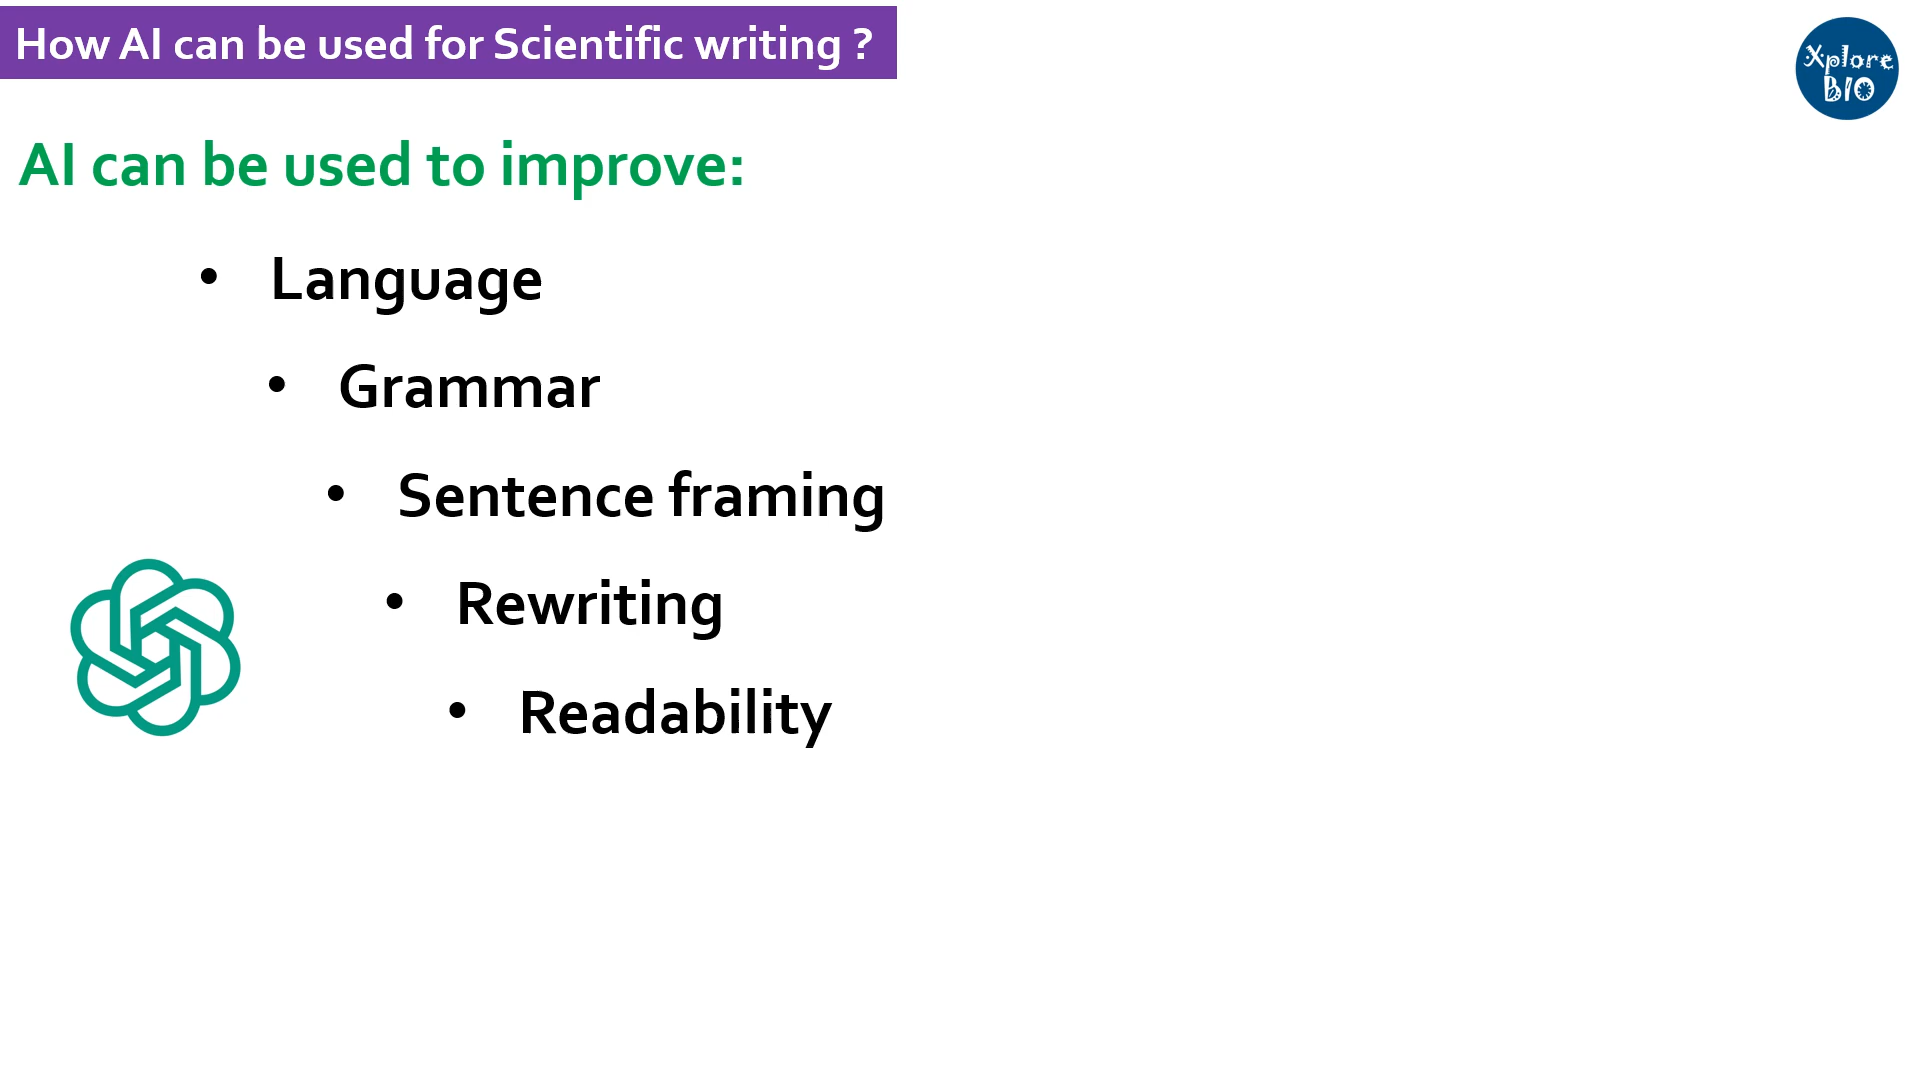 How AI can be used for Scientific writing ?
Xplore
BIO
AI can be used to improve:
• Language
• Grammar
• Sentence framing
• Rewriting
• Readability